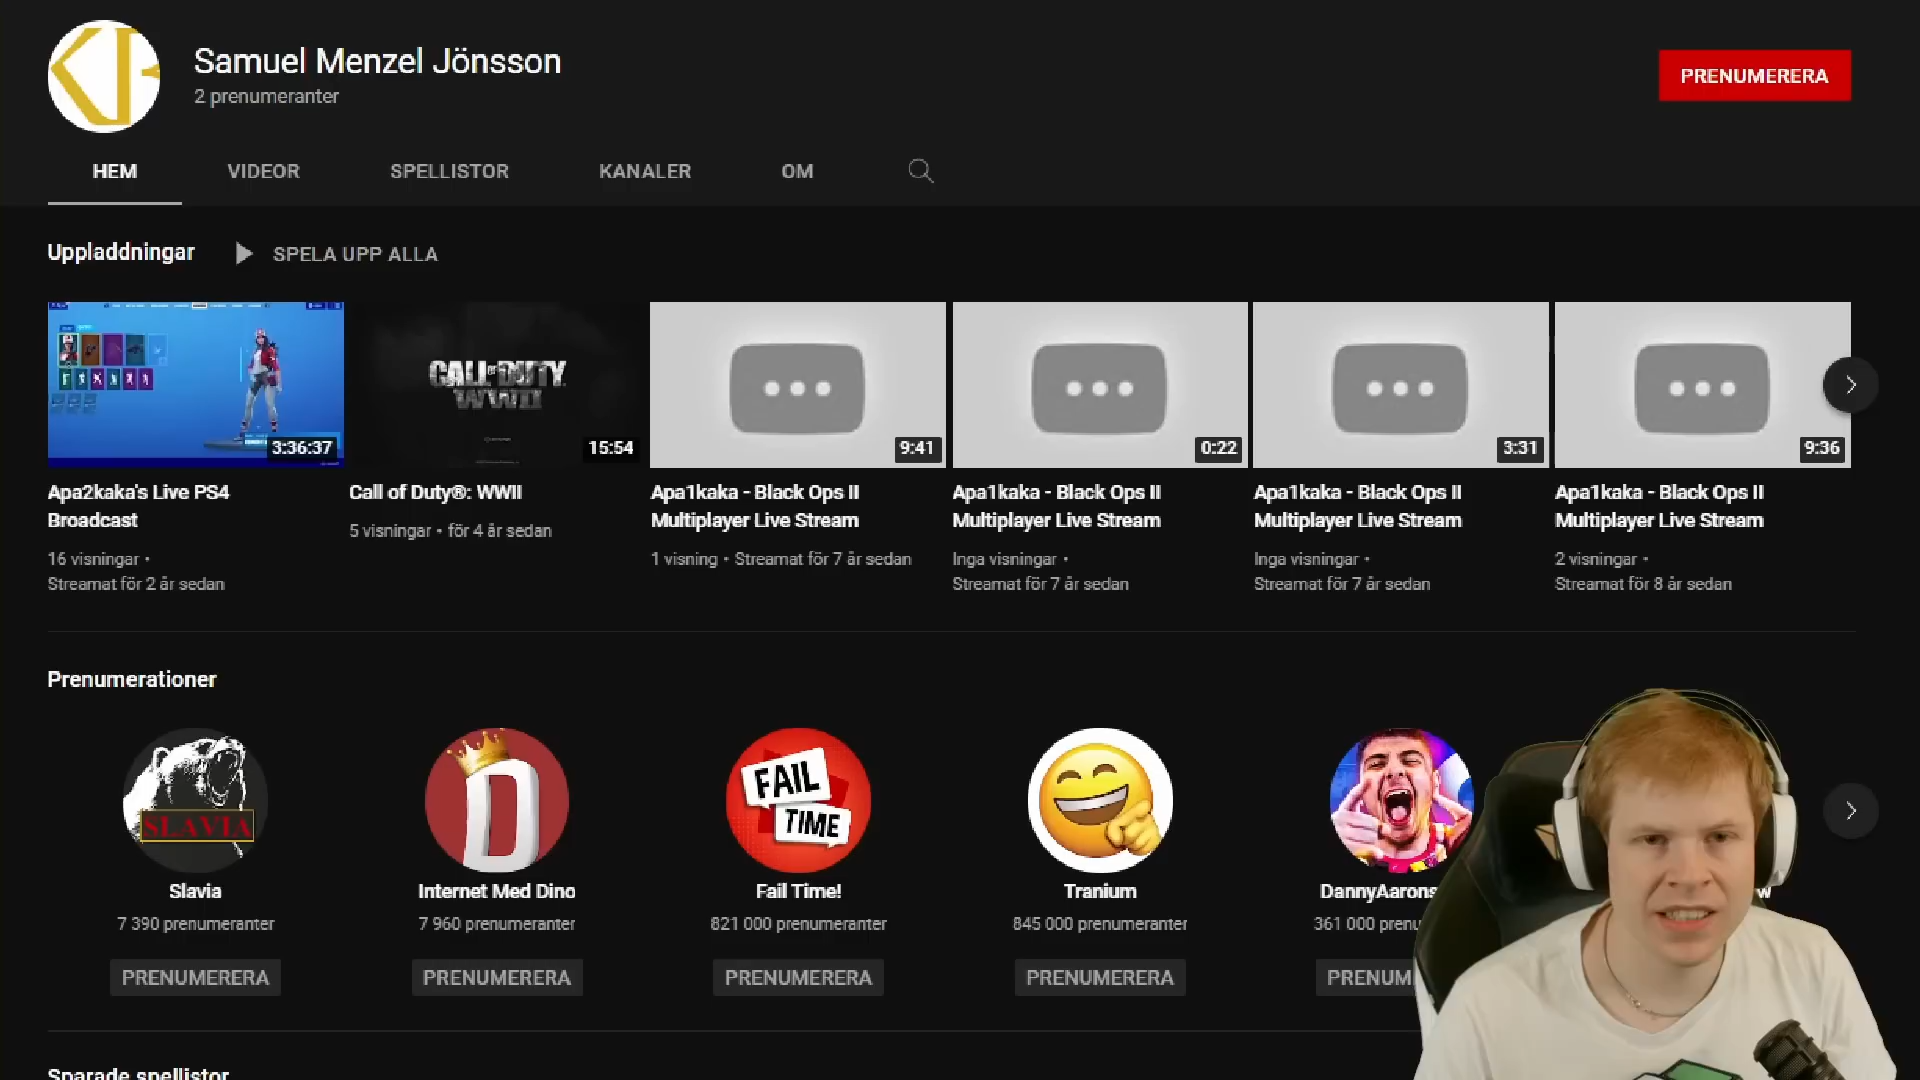 Samuel Menzel Jönsson
2 prenumeranter
PRENUMERERA
HEM
VIDEOR
SPELLISTOR
KANALER
OM
Uppladdningar
SPELA UPP ALLA
CALL OF DUTY
WWII
3:36:37
15:54
9:41
0:22
3:31
9:36
Apa2kaka's Live PS4
Broadcast
16 visningar •
Streamat för 2 år sedan
Call of Duty®: WWII
5 visningar • för 4 år sedan
Apa1kaka - Black Ops II
Multiplayer Live Stream
1 visning • Streamat för 7 år sedan
Apa1kaka - Black Ops II
Multiplayer Live Stream
Inga visningar •
Streamat för 7 år sedan
Apa1kaka - Black Ops II
Multiplayer Live Stream
Inga visningar •
Streamat för 7 år sedan
Apa1kaka - Black Ops II
Multiplayer Live Stream
2 visningar •
Streamat för 8 år sedan
Prenumerationer
SLAVIA
D
FAIL
TIME
Slavia
7 390 prenumeranter
PRENUMERERA
Internet Med Dino
7 960 prenumeranter
PRENUMERERA
Fail Time!
821 000 prenumeranter
PRENUMERERA
Tranium
845 000 prenumeranter
PRENUMERERA
DannyAarons
361 000 prenu
PRENUM
w
Sparade spellistor